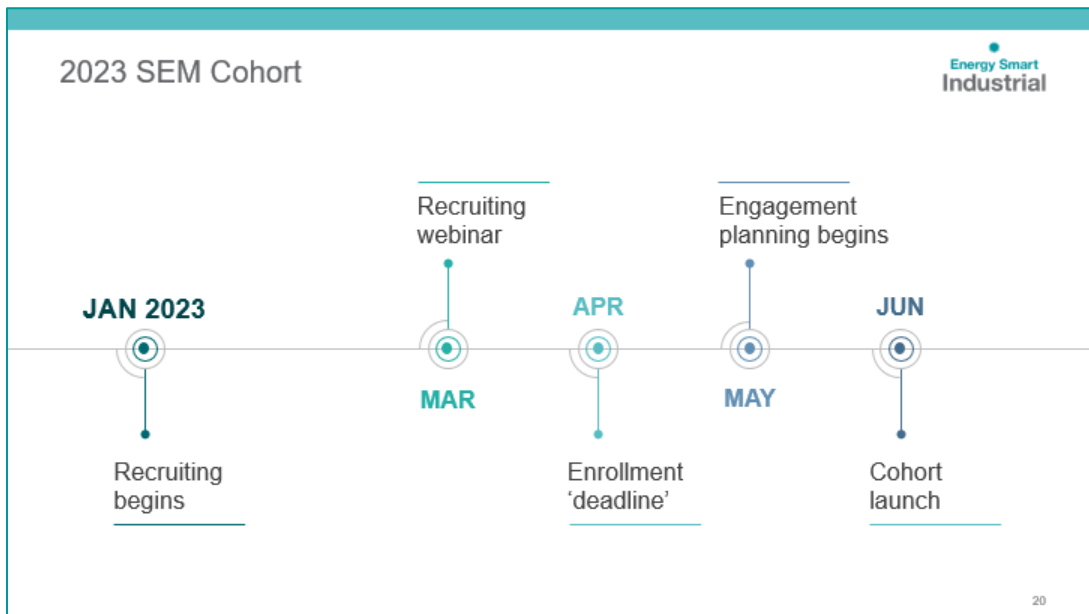 2023 SEM Cohort
Energy Smart
Industrial
Recruiting
webinar
Engagement
planning begins
JAN 2023
APR
JUN
MAR
MAY
Recruiting
begins
Enrollment
‘deadline’
Cohort
launch
20